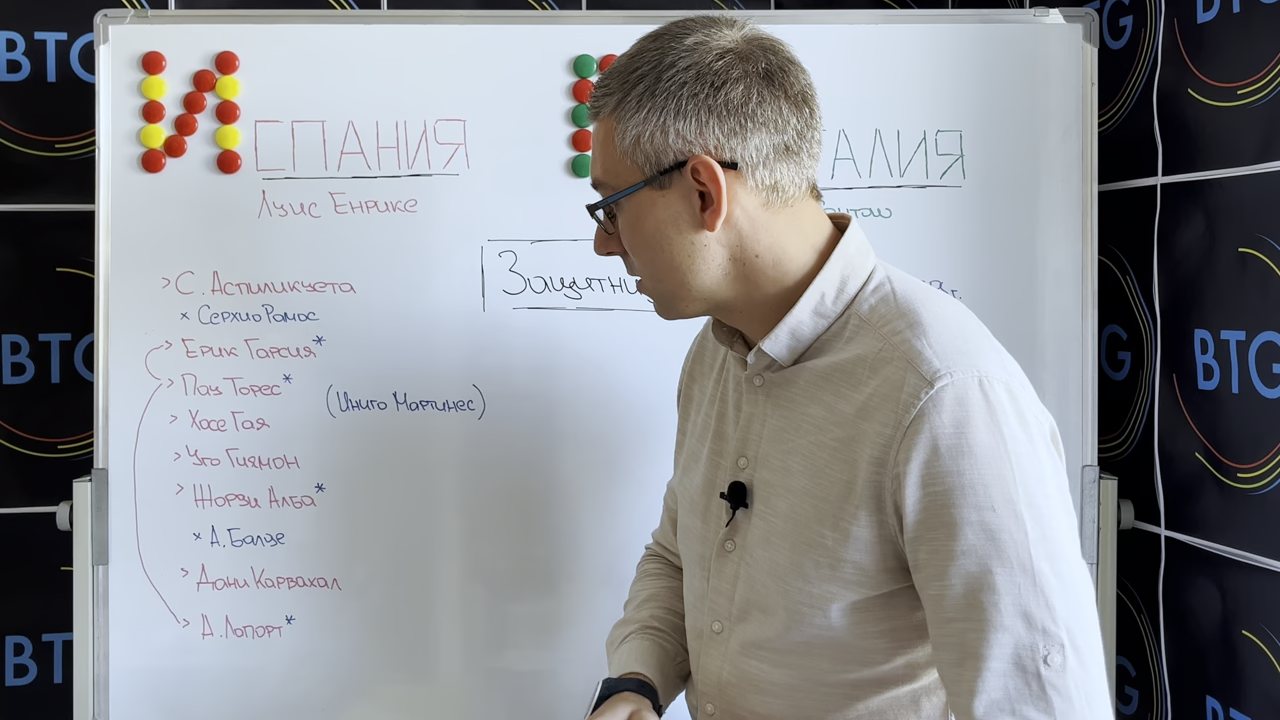 BTG
BTG
BTG
BTG
BTG
ИСПАНИЯ
АЛИЯ
Луис Енрике
Защитни
> С. Аспиликуета
× Серхио Рамос
> Ерик Гарсия*
> Пау Торес*
(Иниго Мартинес)
> Хосе Гая
> Уго Гиямон
> Жорди Алба*
× А. Балде
> Дани Карвахал
> А. Лапорт*